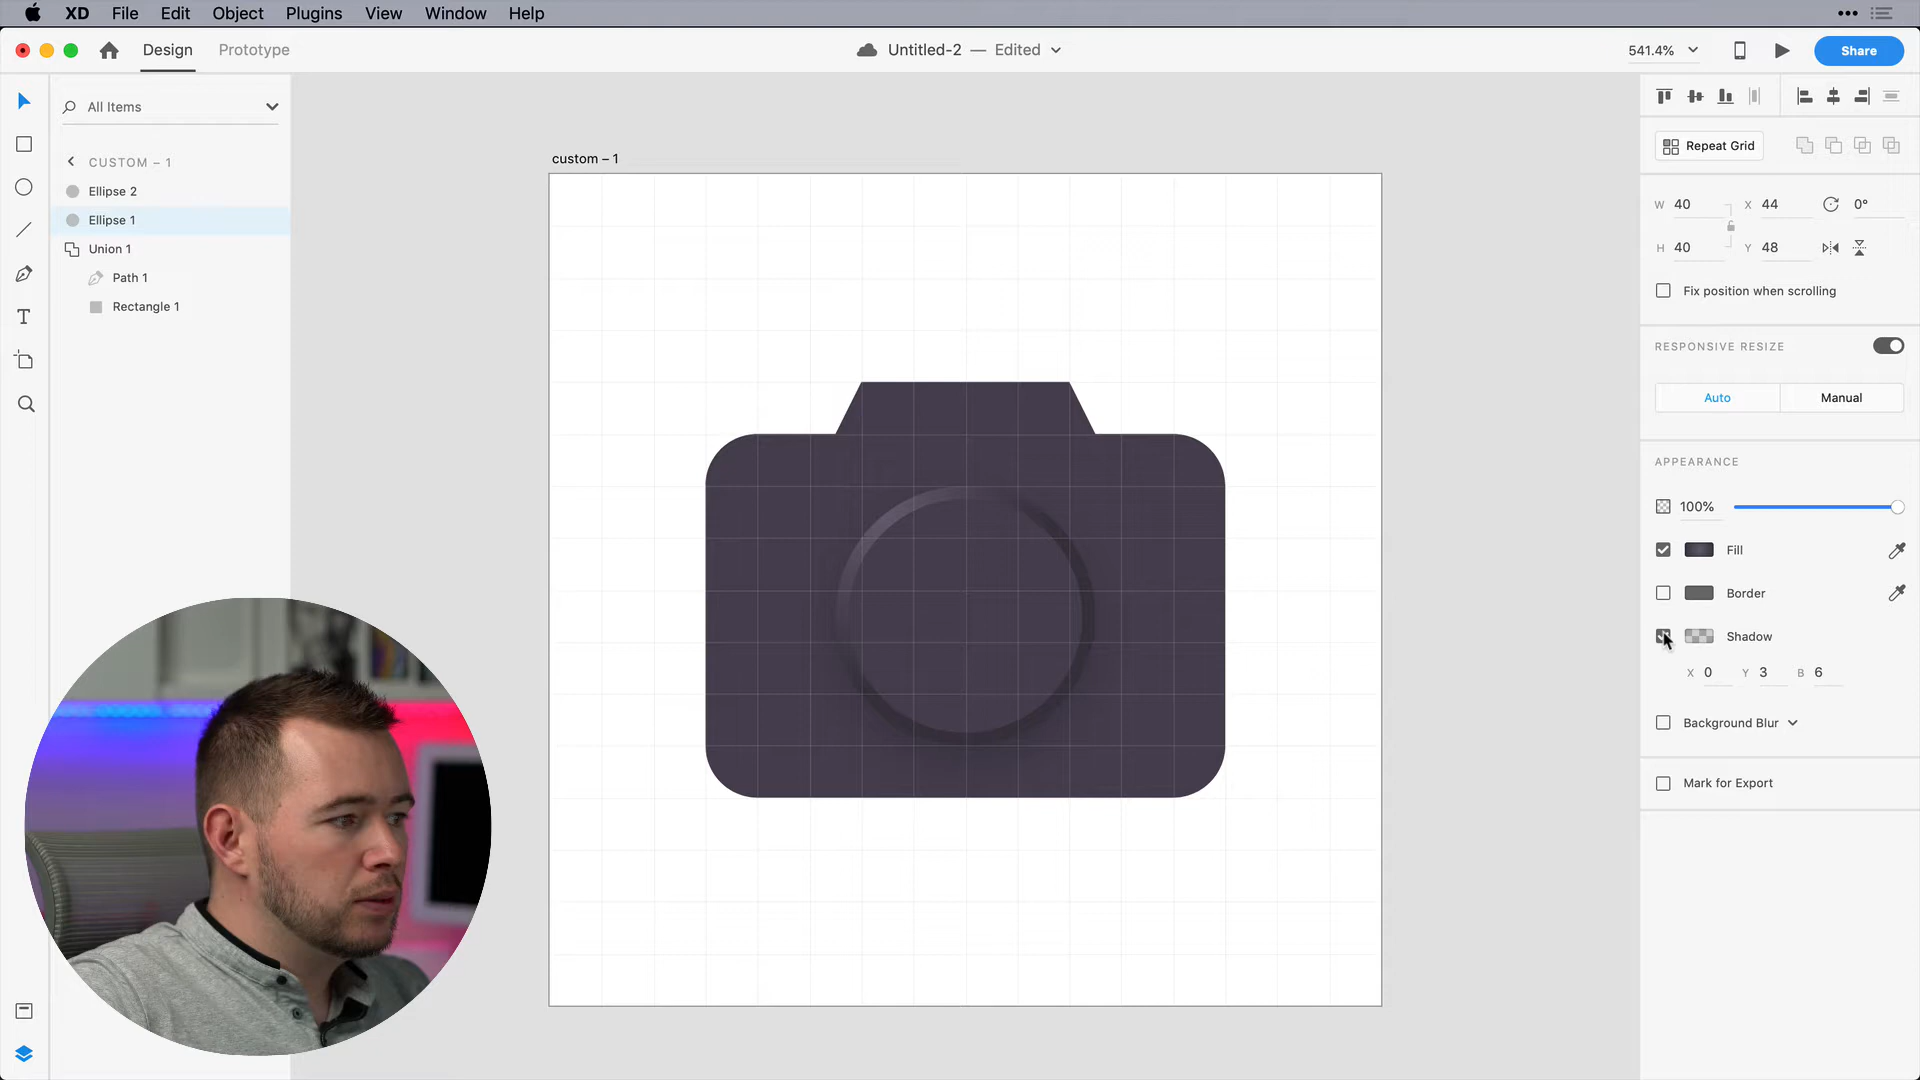 XD File Edit Object Plugins View Window Help
Design Prototype Untitled-2 — Edited 541.4% Share
All Items
CUSTOM – 1
Ellipse 2
Ellipse 1
Union 1
Path 1
Rectangle 1
custom – 1
Repeat Grid
W 40 X 44 0°
H 40 Y 48
Fix position when scrolling
RESPONSIVE RESIZE
Auto Manual
APPEARANCE
100%
Fill
Border
Shadow
X 0 Y 3 B 6
Background Blur
Mark for Export